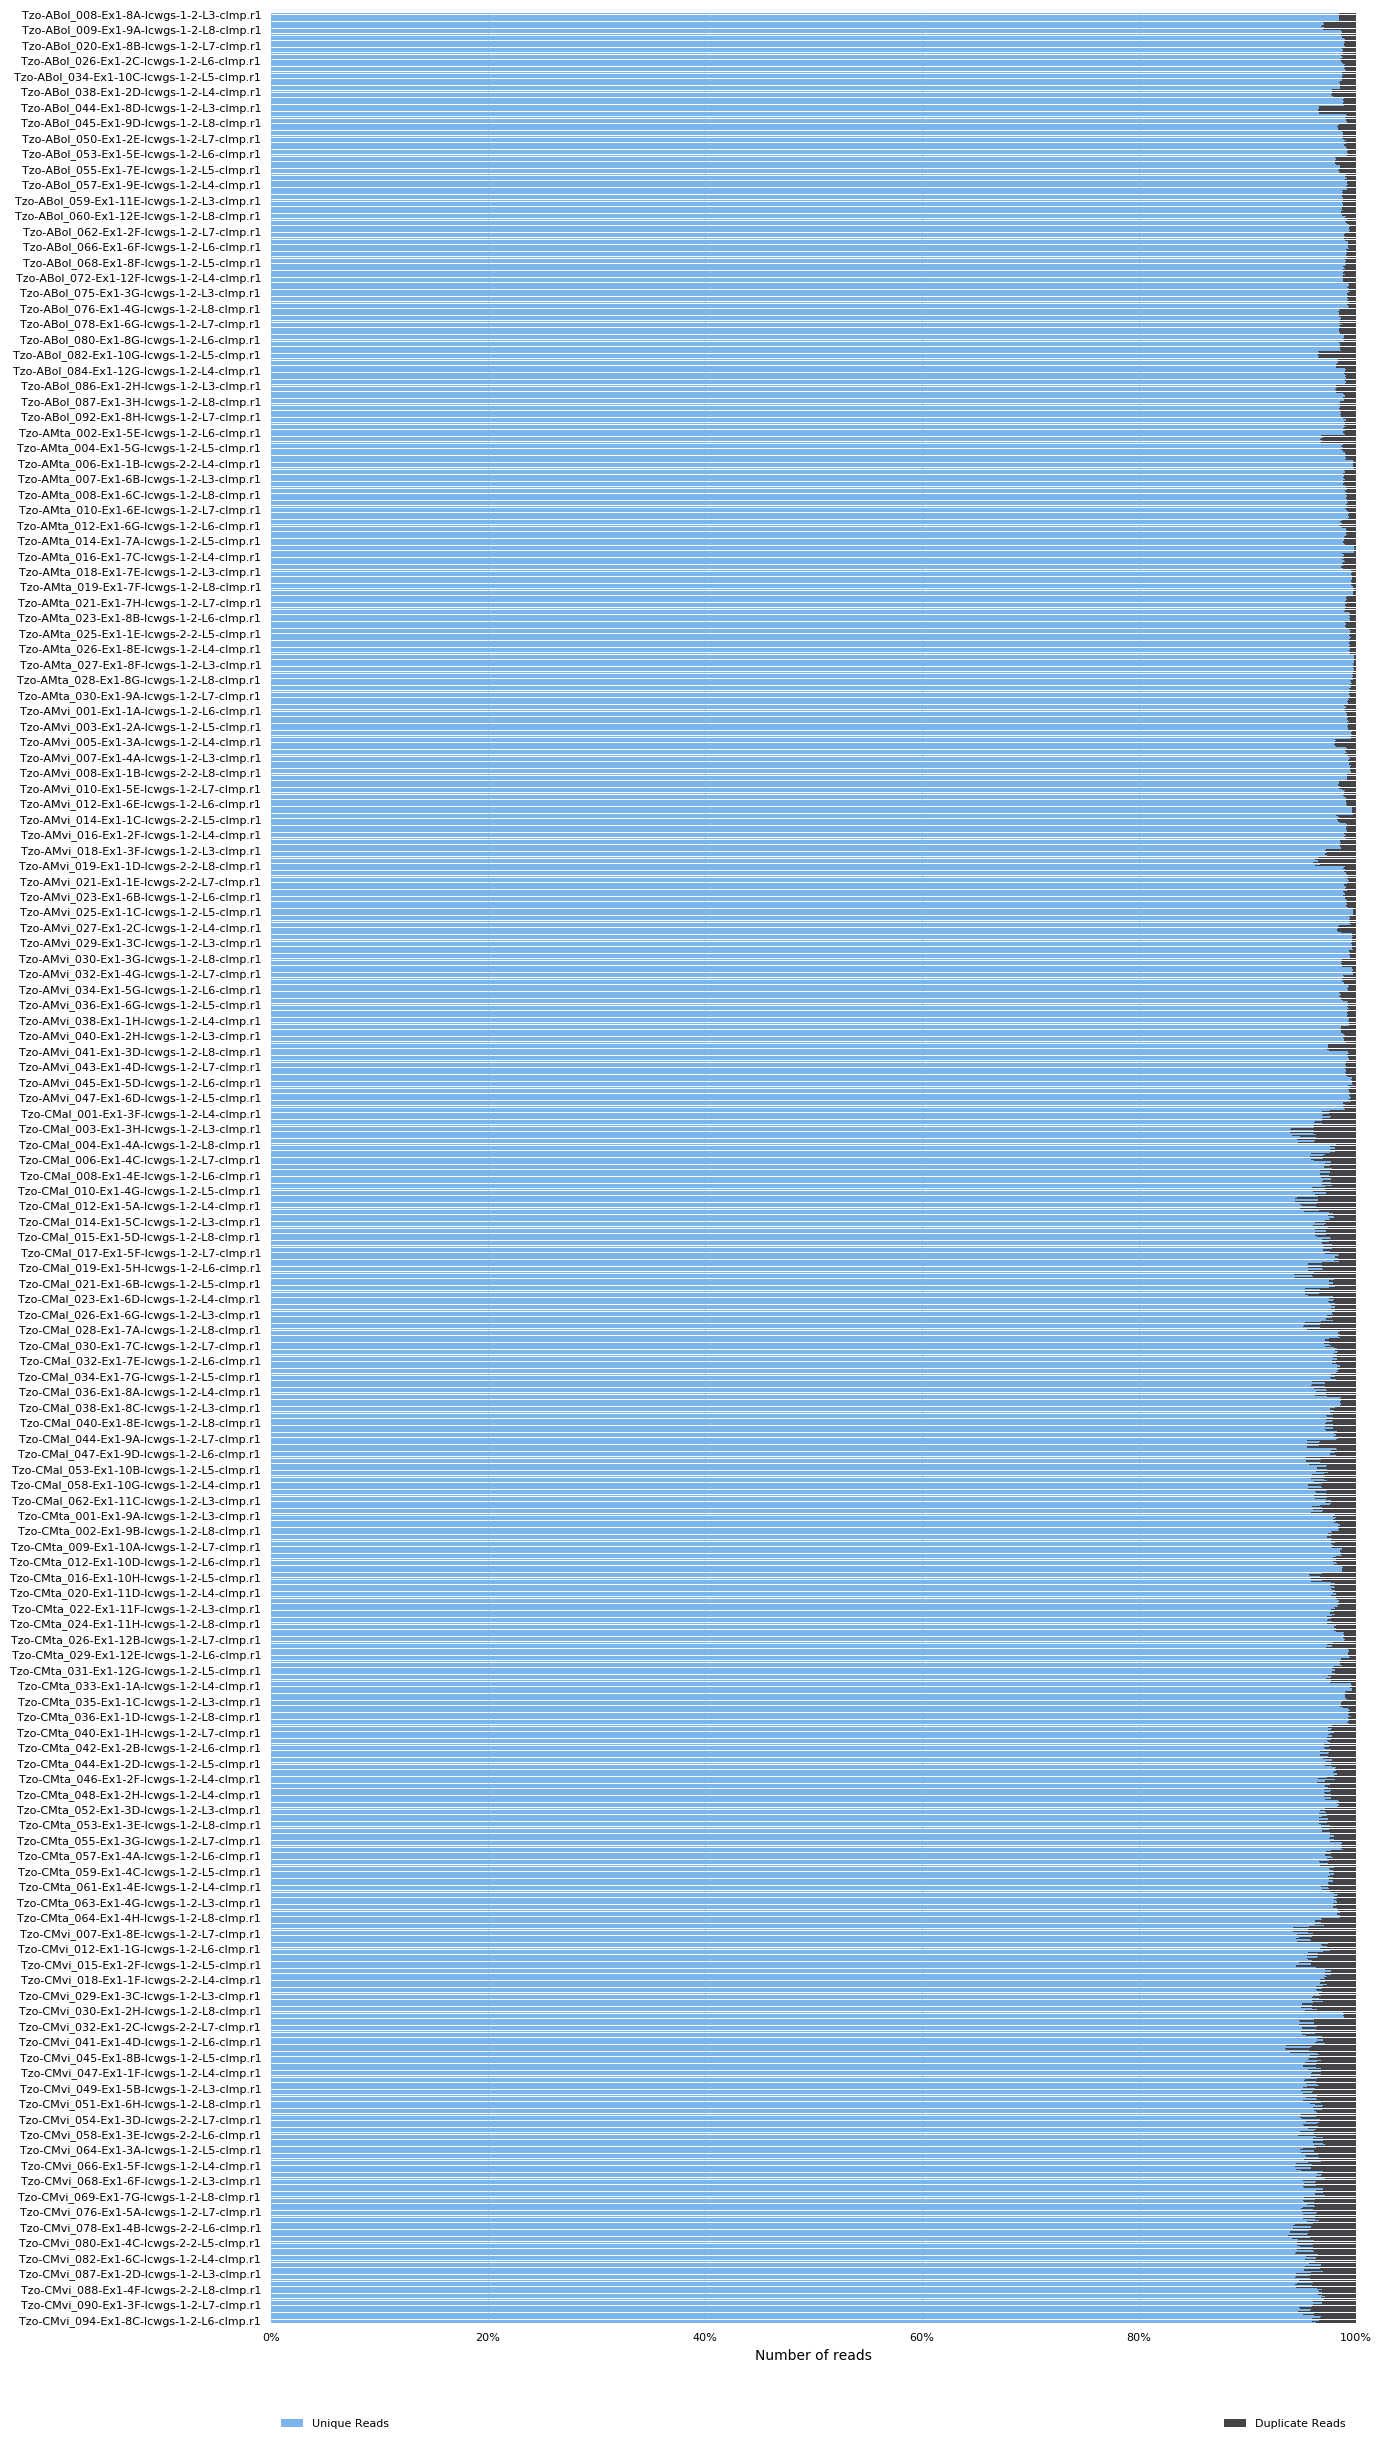 Tzo-ABol_008-Ex1-8A-lcwgs-1-2-L3-clmp.r1
Tzo-ABol_009-Ex1-9A-lcwgs-1-2-L8-clmp.r1
Tzo-ABol_020-Ex1-8B-lcwgs-1-2-L7-clmp.r1
Tzo-ABol_026-Ex1-2C-lcwgs-1-2-L6-clmp.r1
Tzo-ABol_034-Ex1-10C-lcwgs-1-2-L5-clmp.r1
Tzo-ABol_038-Ex1-2D-lcwgs-1-2-L4-clmp.r1
Tzo-ABol_044-Ex1-8D-lcwgs-1-2-L3-clmp.r1
Tzo-ABol_045-Ex1-9D-lcwgs-1-2-L8-clmp.r1
Tzo-ABol_050-Ex1-2E-lcwgs-1-2-L7-clmp.r1
Tzo-ABol_053-Ex1-5E-lcwgs-1-2-L6-clmp.r1
Tzo-ABol_055-Ex1-7E-lcwgs-1-2-L5-clmp.r1
Tzo-ABol_057-Ex1-9E-lcwgs-1-2-L4-clmp.r1
Tzo-ABol_059-Ex1-11E-lcwgs-1-2-L3-clmp.r1
Tzo-ABol_060-Ex1-12E-lcwgs-1-2-L8-clmp.r1
Tzo-ABol_062-Ex1-2F-lcwgs-1-2-L7-clmp.r1
Tzo-ABol_066-Ex1-6F-lcwgs-1-2-L6-clmp.r1
Tzo-ABol_068-Ex1-8F-lcwgs-1-2-L5-clmp.r1
Tzo-ABol_072-Ex1-12F-lcwgs-1-2-L4-clmp.r1
Tzo-ABol_075-Ex1-3G-lcwgs-1-2-L3-clmp.r1
Tzo-ABol_076-Ex1-4G-lcwgs-1-2-L8-clmp.r1
Tzo-ABol_078-Ex1-6G-lcwgs-1-2-L7-clmp.r1
Tzo-ABol_080-Ex1-8G-lcwgs-1-2-L6-clmp.r1
Tzo-ABol_082-Ex1-10G-lcwgs-1-2-L5-clmp.r1
Tzo-ABol_084-Ex1-12G-lcwgs-1-2-L4-clmp.r1
Tzo-ABol_086-Ex1-2H-lcwgs-1-2-L3-clmp.r1
Tzo-ABol_087-Ex1-3H-lcwgs-1-2-L8-clmp.r1
Tzo-ABol_092-Ex1-8H-lcwgs-1-2-L7-clmp.r1
Tzo-AMta_002-Ex1-5E-lcwgs-1-2-L6-clmp.r1
Tzo-AMta_004-Ex1-5G-lcwgs-1-2-L5-clmp.r1
Tzo-AMta_006-Ex1-1B-lcwgs-2-2-L4-clmp.r1
Tzo-AMta_007-Ex1-6B-lcwgs-1-2-L3-clmp.r1
Tzo-AMta_008-Ex1-6C-lcwgs-1-2-L8-clmp.r1
Tzo-AMta_010-Ex1-6E-lcwgs-1-2-L7-clmp.r1
Tzo-AMta_012-Ex1-6G-lcwgs-1-2-L6-clmp.r1
Tzo-AMta_014-Ex1-7A-lcwgs-1-2-L5-clmp.r1
Tzo-AMta_016-Ex1-7C-lcwgs-1-2-L4-clmp.r1
Tzo-AMta_018-Ex1-7E-lcwgs-1-2-L3-clmp.r1
Tzo-AMta_019-Ex1-7F-lcwgs-1-2-L8-clmp.r1
Tzo-AMta_021-Ex1-7H-lcwgs-1-2-L7-clmp.r1
Tzo-AMta_023-Ex1-8B-lcwgs-1-2-L6-clmp.r1
Tzo-AMta_025-Ex1-1E-lcwgs-2-2-L5-clmp.r1
Tzo-AMta_026-Ex1-8E-lcwgs-1-2-L4-clmp.r1
Tzo-AMta_027-Ex1-8F-lcwgs-1-2-L3-clmp.r1
Tzo-AMta_028-Ex1-8G-lcwgs-1-2-L8-clmp.r1
Tzo-AMta_030-Ex1-9A-lcwgs-1-2-L7-clmp.r1
Tzo-AMvi_001-Ex1-1A-lcwgs-1-2-L6-clmp.r1
Tzo-AMvi_003-Ex1-2A-lcwgs-1-2-L5-clmp.r1
Tzo-AMvi_005-Ex1-3A-lcwgs-1-2-L4-clmp.r1
Tzo-AMvi_007-Ex1-4A-lcwgs-1-2-L3-clmp.r1
Tzo-AMvi_008-Ex1-1B-lcwgs-2-2-L8-clmp.r1
Tzo-AMvi_010-Ex1-5E-lcwgs-1-2-L7-clmp.r1
Tzo-AMvi_012-Ex1-6E-lcwgs-1-2-L6-clmp.r1
Tzo-AMvi_014-Ex1-1C-lcwgs-2-2-L5-clmp.r1
Tzo-AMvi_016-Ex1-2F-lcwgs-1-2-L4-clmp.r1
Tzo-AMvi_018-Ex1-3F-lcwgs-1-2-L3-clmp.r1
Tzo-AMvi_019-Ex1-1D-lcwgs-2-2-L8-clmp.r1
Tzo-AMvi_021-Ex1-1E-lcwgs-2-2-L7-clmp.r1
Tzo-AMvi_023-Ex1-6B-lcwgs-1-2-L6-clmp.r1
Tzo-AMvi_025-Ex1-1C-lcwgs-1-2-L5-clmp.r1
Tzo-AMvi_027-Ex1-2C-lcwgs-1-2-L4-clmp.r1
Tzo-AMvi_029-Ex1-3C-lcwgs-1-2-L3-clmp.r1
Tzo-AMvi_030-Ex1-3G-lcwgs-1-2-L8-clmp.r1
Tzo-AMvi_032-Ex1-4G-lcwgs-1-2-L7-clmp.r1
Tzo-AMvi_034-Ex1-5G-lcwgs-1-2-L6-clmp.r1
Tzo-AMvi_036-Ex1-6G-lcwgs-1-2-L5-clmp.r1
Tzo-AMvi_038-Ex1-1H-lcwgs-1-2-L4-clmp.r1
Tzo-AMvi_040-Ex1-2H-lcwgs-1-2-L3-clmp.r1
Tzo-AMvi_041-Ex1-3D-lcwgs-1-2-L8-clmp.r1
Tzo-AMvi_043-Ex1-4D-lcwgs-1-2-L7-clmp.r1
Tzo-AMvi_045-Ex1-5D-lcwgs-1-2-L6-clmp.r1
Tzo-AMvi_047-Ex1-6D-lcwgs-1-2-L5-clmp.r1
Tzo-CMal_001-Ex1-3F-lcwgs-1-2-L4-clmp.r1
Tzo-CMal_003-Ex1-3H-lcwgs-1-2-L3-clmp.r1
Tzo-CMal_004-Ex1-4A-lcwgs-1-2-L8-clmp.r1
Tzo-CMal_006-Ex1-4C-lcwgs-1-2-L7-clmp.r1
Tzo-CMal_008-Ex1-4E-lcwgs-1-2-L6-clmp.r1
Tzo-CMal_010-Ex1-4G-lcwgs-1-2-L5-clmp.r1
Tzo-CMal_012-Ex1-5A-lcwgs-1-2-L4-clmp.r1
Tzo-CMal_014-Ex1-5C-lcwgs-1-2-L3-clmp.r1
Tzo-CMal_015-Ex1-5D-lcwgs-1-2-L8-clmp.r1
Tzo-CMal_017-Ex1-5F-lcwgs-1-2-L7-clmp.r1
Tzo-CMal_019-Ex1-5H-lcwgs-1-2-L6-clmp.r1
Tzo-CMal_021-Ex1-6B-lcwgs-1-2-L5-clmp.r1
Tzo-CMal_023-Ex1-6D-lcwgs-1-2-L4-clmp.r1
Tzo-CMal_026-Ex1-6G-lcwgs-1-2-L3-clmp.r1
Tzo-CMal_028-Ex1-7A-lcwgs-1-2-L8-clmp.r1
Tzo-CMal_030-Ex1-7C-lcwgs-1-2-L7-clmp.r1
Tzo-CMal_032-Ex1-7E-lcwgs-1-2-L6-clmp.r1
Tzo-CMal_034-Ex1-7G-lcwgs-1-2-L5-clmp.r1
Tzo-CMal_036-Ex1-8A-lcwgs-1-2-L4-clmp.r1
Tzo-CMal_038-Ex1-8C-lcwgs-1-2-L3-clmp.r1
Tzo-CMal_040-Ex1-8E-lcwgs-1-2-L8-clmp.r1
Tzo-CMal_044-Ex1-9A-lcwgs-1-2-L7-clmp.r1
Tzo-CMal_047-Ex1-9D-lcwgs-1-2-L6-clmp.r1
Tzo-CMal_053-Ex1-10B-lcwgs-1-2-L5-clmp.r1
Tzo-CMal_058-Ex1-10G-lcwgs-1-2-L4-clmp.r1
Tzo-CMal_062-Ex1-11C-lcwgs-1-2-L3-clmp.r1
Tzo-CMta_001-Ex1-9A-lcwgs-1-2-L3-clmp.r1
Tzo-CMta_002-Ex1-9B-lcwgs-1-2-L8-clmp.r1
Tzo-CMta_009-Ex1-10A-lcwgs-1-2-L7-clmp.r1
Tzo-CMta_012-Ex1-10D-lcwgs-1-2-L6-clmp.r1
Tzo-CMta_016-Ex1-10H-lcwgs-1-2-L5-clmp.r1
Tzo-CMta_020-Ex1-11D-lcwgs-1-2-L4-clmp.r1
Tzo-CMta_022-Ex1-11F-lcwgs-1-2-L3-clmp.r1
Tzo-CMta_024-Ex1-11H-lcwgs-1-2-L8-clmp.r1
Tzo-CMta_026-Ex1-12B-lcwgs-1-2-L7-clmp.r1
Tzo-CMta_029-Ex1-12E-lcwgs-1-2-L6-clmp.r1
Tzo-CMta_031-Ex1-12G-lcwgs-1-2-L5-clmp.r1
Tzo-CMta_033-Ex1-1A-lcwgs-1-2-L4-clmp.r1
Tzo-CMta_035-Ex1-1C-lcwgs-1-2-L3-clmp.r1
Tzo-CMta_036-Ex1-1D-lcwgs-1-2-L8-clmp.r1
Tzo-CMta_040-Ex1-1H-lcwgs-1-2-L7-clmp.r1
Tzo-CMta_042-Ex1-2B-lcwgs-1-2-L6-clmp.r1
Tzo-CMta_044-Ex1-2D-lcwgs-1-2-L5-clmp.r1
Tzo-CMta_046-Ex1-2F-lcwgs-1-2-L4-clmp.r1
Tzo-CMta_048-Ex1-2H-lcwgs-1-2-L4-clmp.r1
Tzo-CMta_052-Ex1-3D-lcwgs-1-2-L3-clmp.r1
Tzo-CMta_053-Ex1-3E-lcwgs-1-2-L8-clmp.r1
Tzo-CMta_055-Ex1-3G-lcwgs-1-2-L7-clmp.r1
Tzo-CMta_057-Ex1-4A-lcwgs-1-2-L6-clmp.r1
Tzo-CMta_059-Ex1-4C-lcwgs-1-2-L5-clmp.r1
Tzo-CMta_061-Ex1-4E-lcwgs-1-2-L4-clmp.r1
Tzo-CMta_063-Ex1-4G-lcwgs-1-2-L3-clmp.r1
Tzo-CMta_064-Ex1-4H-lcwgs-1-2-L8-clmp.r1
Tzo-CMvi_007-Ex1-8E-lcwgs-1-2-L7-clmp.r1
Tzo-CMvi_012-Ex1-1G-lcwgs-1-2-L6-clmp.r1
Tzo-CMvi_015-Ex1-2F-lcwgs-1-2-L5-clmp.r1
Tzo-CMvi_018-Ex1-1F-lcwgs-2-2-L4-clmp.r1
Tzo-CMvi_029-Ex1-3C-lcwgs-1-2-L3-clmp.r1
Tzo-CMvi_030-Ex1-2H-lcwgs-1-2-L8-clmp.r1
Tzo-CMvi_032-Ex1-2C-lcwgs-2-2-L7-clmp.r1
Tzo-CMvi_041-Ex1-4D-lcwgs-1-2-L6-clmp.r1
Tzo-CMvi_045-Ex1-8B-lcwgs-1-2-L5-clmp.r1
Tzo-CMvi_047-Ex1-1F-lcwgs-1-2-L4-clmp.r1
Tzo-CMvi_049-Ex1-5B-lcwgs-1-2-L3-clmp.r1
Tzo-CMvi_051-Ex1-6H-lcwgs-1-2-L8-clmp.r1
Tzo-CMvi_054-Ex1-3D-lcwgs-2-2-L7-clmp.r1
Tzo-CMvi_058-Ex1-3E-lcwgs-2-2-L6-clmp.r1
Tzo-CMvi_064-Ex1-3A-lcwgs-1-2-L5-clmp.r1
Tzo-CMvi_066-Ex1-5F-lcwgs-1-2-L4-clmp.r1
Tzo-CMvi_068-Ex1-6F-lcwgs-1-2-L3-clmp.r1
Tzo-CMvi_069-Ex1-7G-lcwgs-1-2-L8-clmp.r1
Tzo-CMvi_076-Ex1-5A-lcwgs-1-2-L7-clmp.r1
Tzo-CMvi_078-Ex1-4B-lcwgs-2-2-L6-clmp.r1
Tzo-CMvi_080-Ex1-4C-lcwgs-2-2-L5-clmp.r1
Tzo-CMvi_082-Ex1-6C-lcwgs-1-2-L4-clmp.r1
Tzo-CMvi_087-Ex1-2D-lcwgs-1-2-L3-clmp.r1
Tzo-CMvi_088-Ex1-4F-lcwgs-2-2-L8-clmp.r1
Tzo-CMvi_090-Ex1-3F-lcwgs-1-2-L7-clmp.r1
Tzo-CMvi_094-Ex1-8C-lcwgs-1-2-L6-clmp.r1
0% 20% 40% 60% 80% 100%
Number of reads
Unique Reads Duplicate Reads